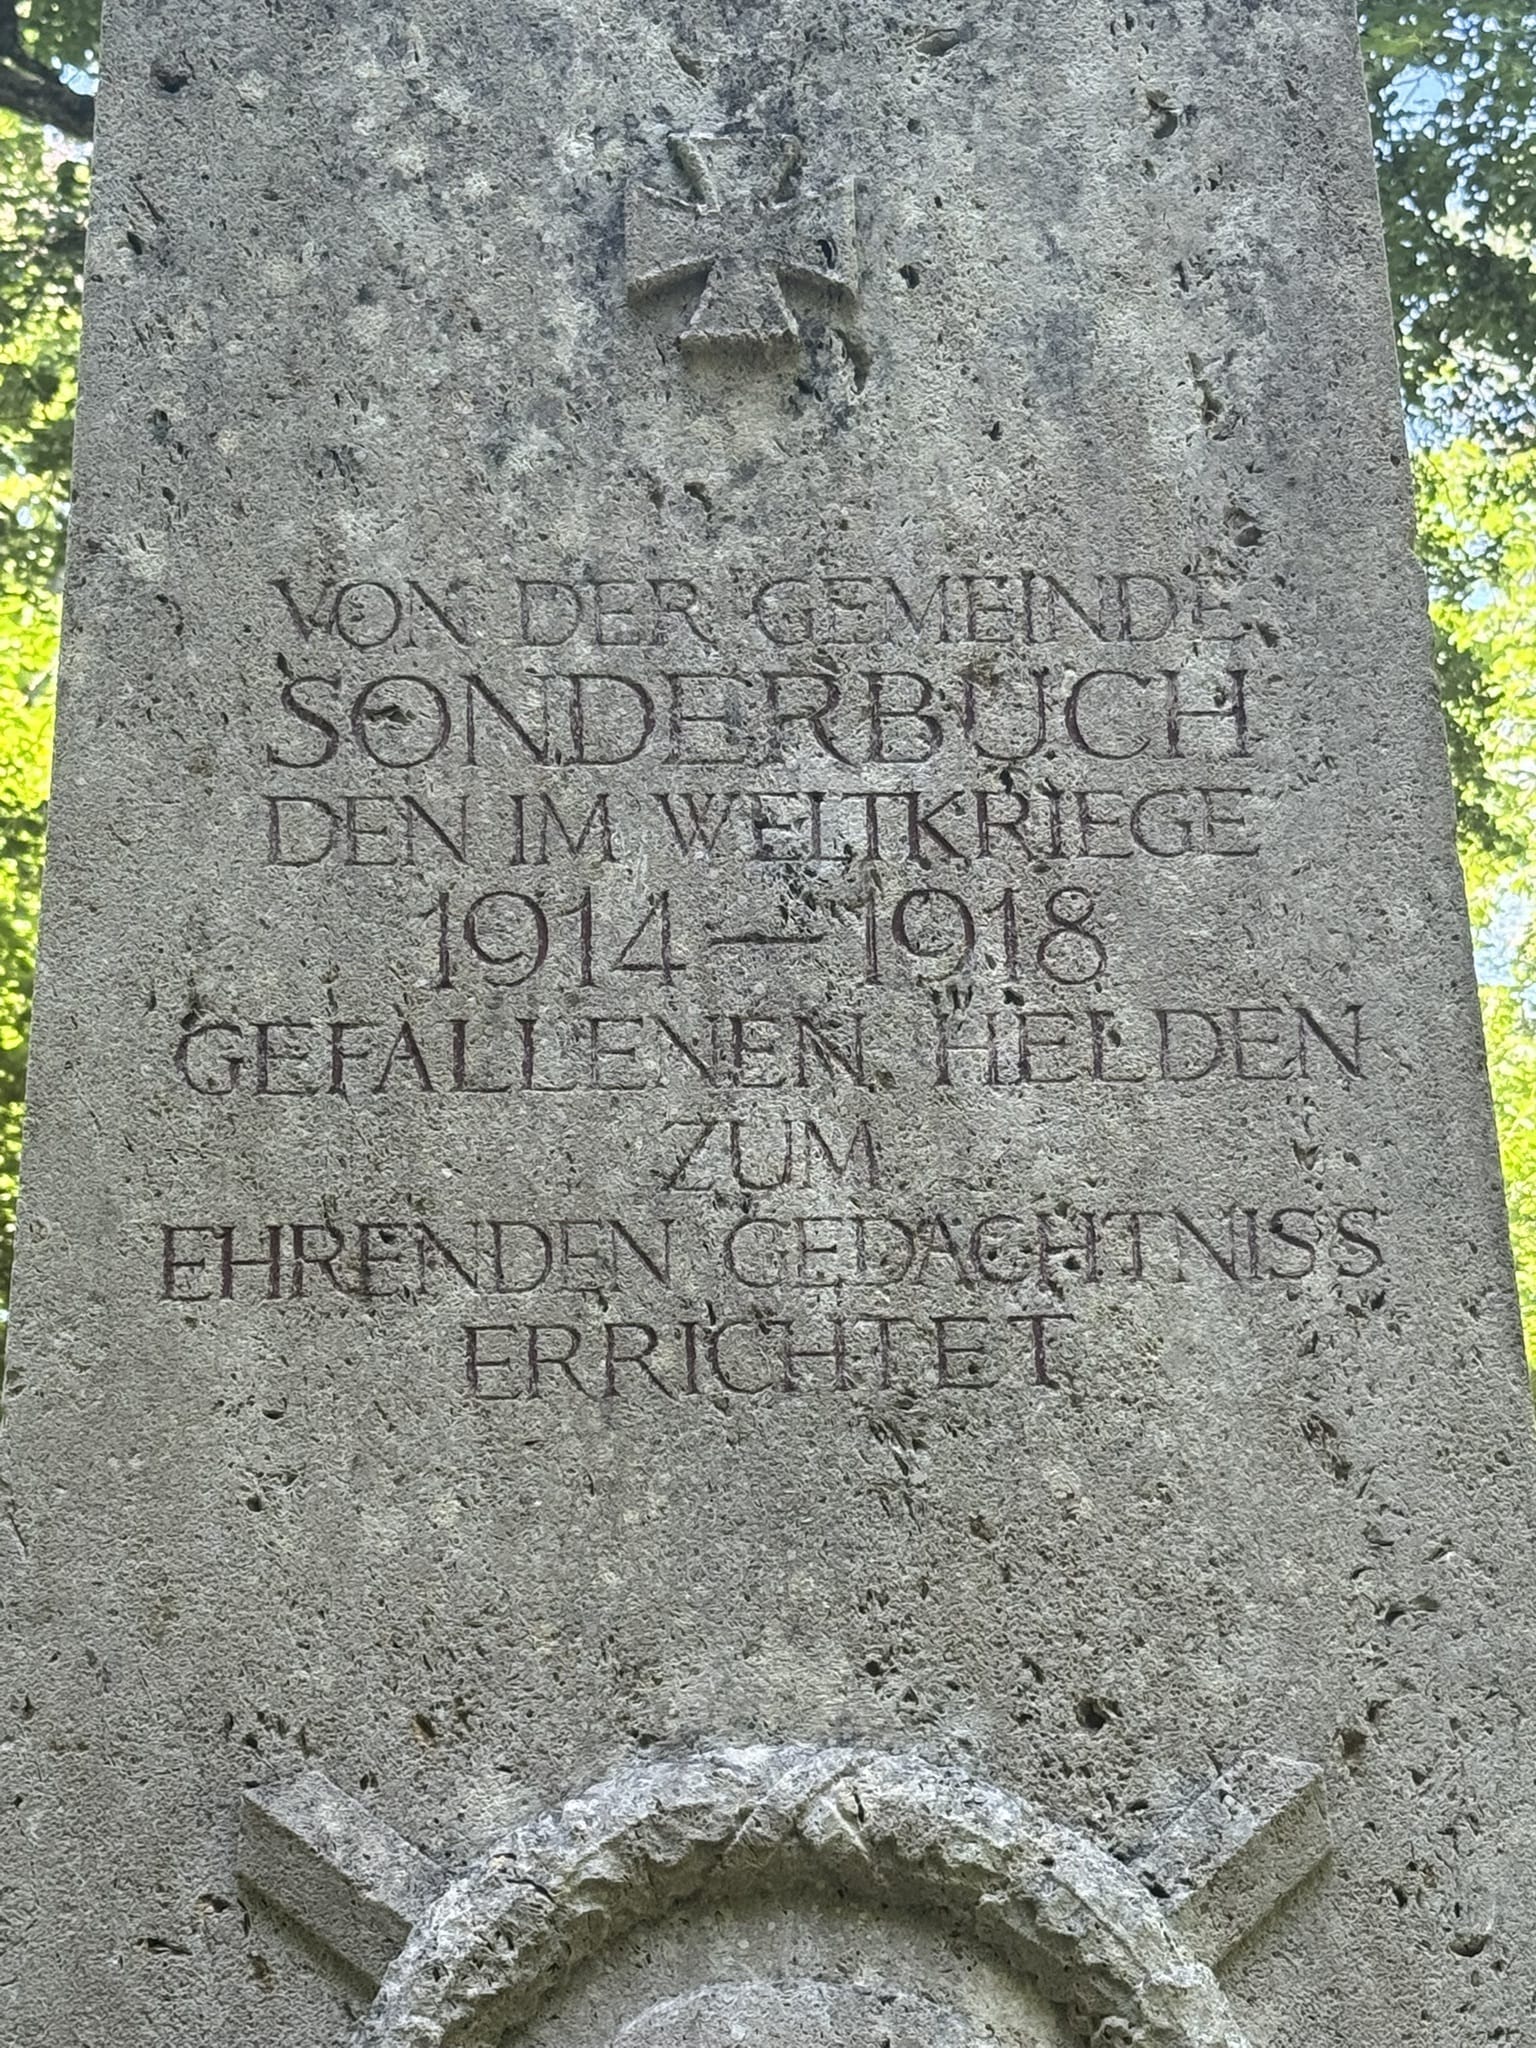 VON DER GEMEINDE
SONDERBUCH
DEN IM WELTKRIEGE
1914 — 1918
GEFALLENEN HELDEN
ZUM
EHRENDEN GEDACHTNISS
ERRICHTET